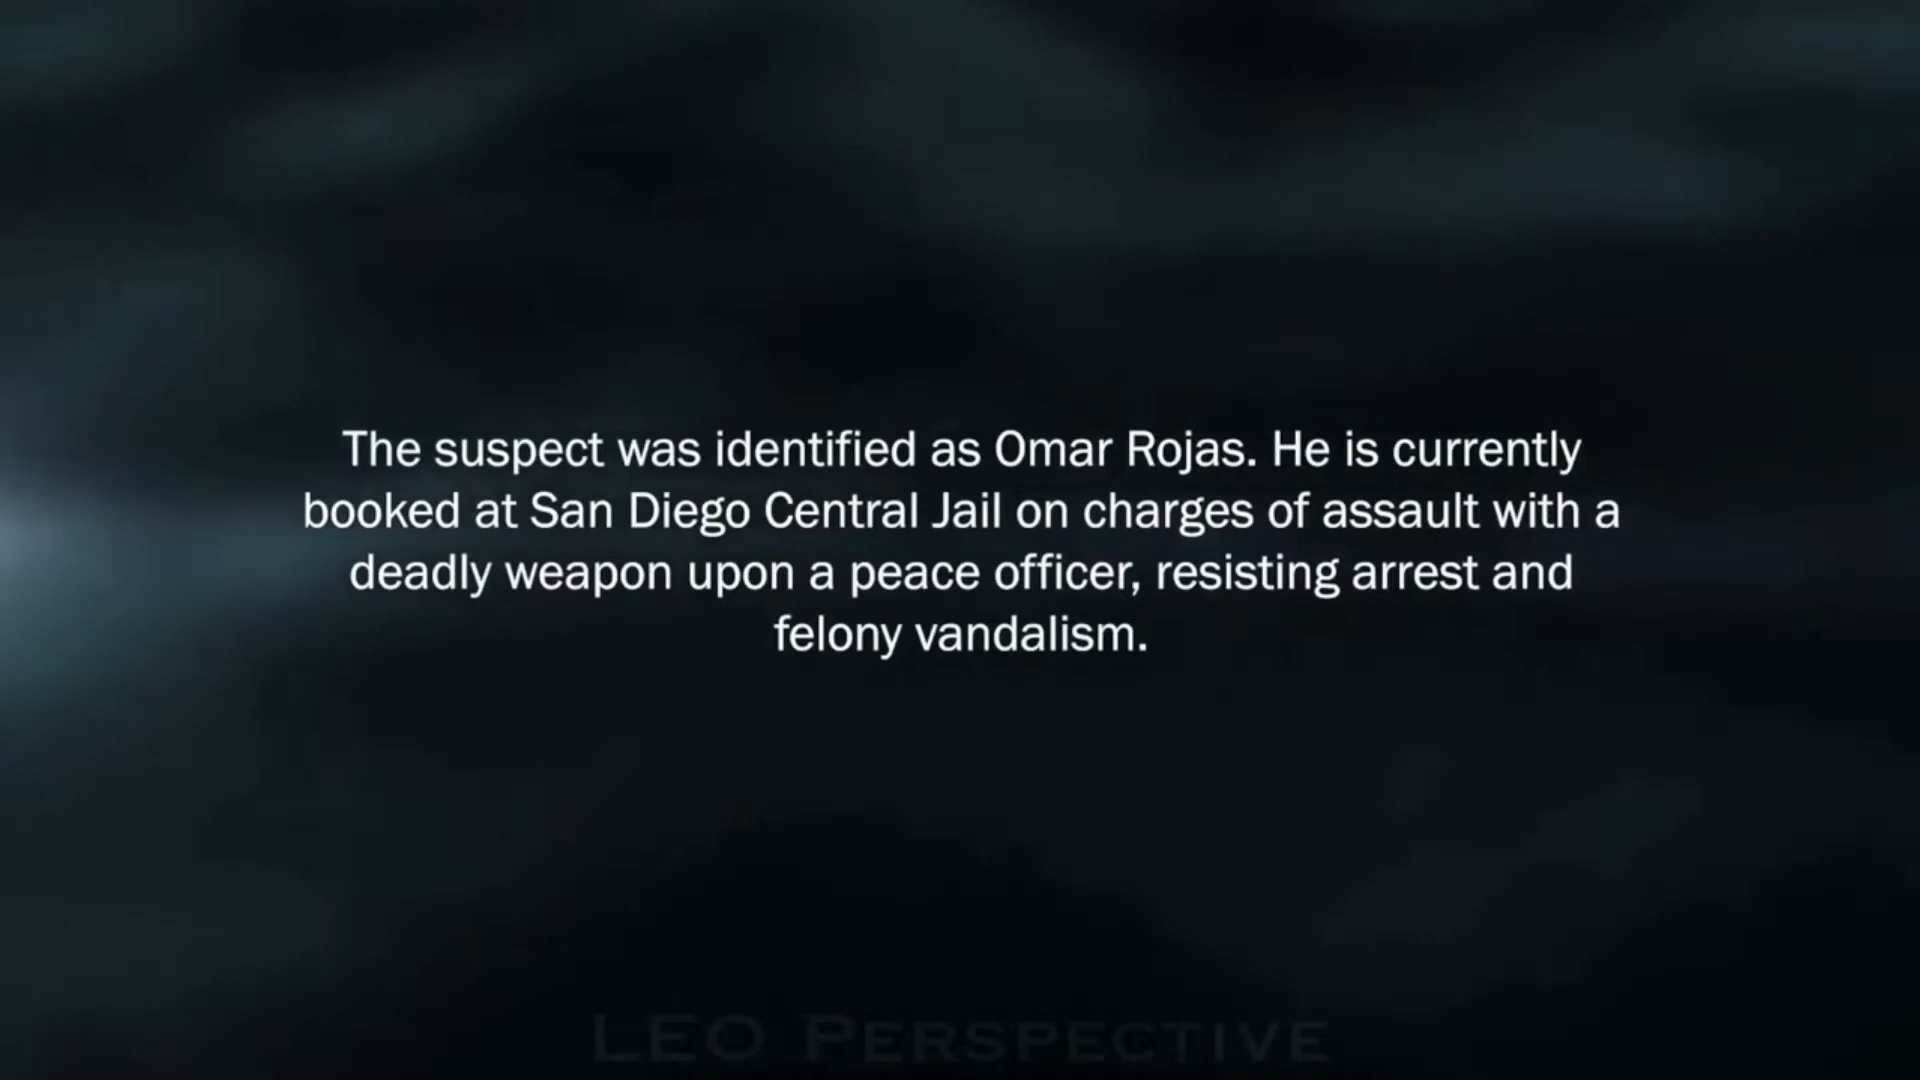 The suspect was identified as Omar Rojas. He is currently
booked at San Diego Central Jail on charges of assault with a
deadly weapon upon a peace officer, resisting arrest and
felony vandalism.
LEO PERSPECTIVE